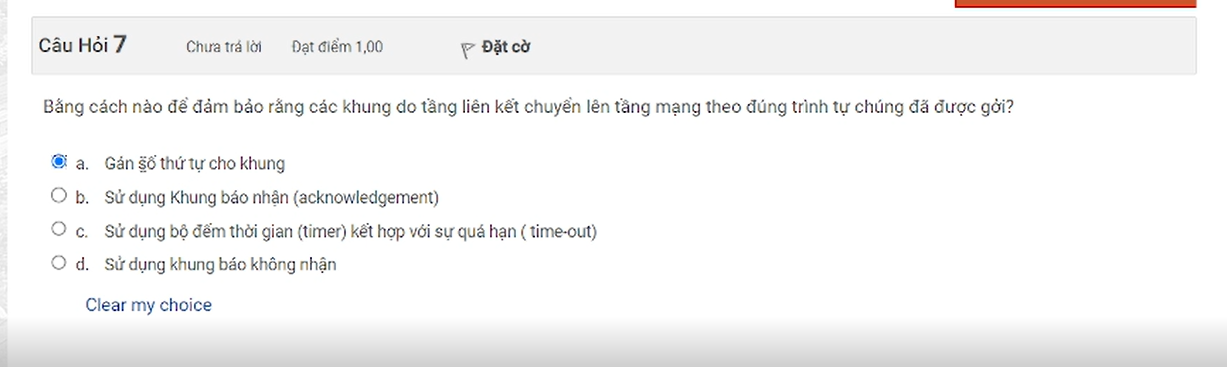 Câu Hỏi 7 Chưa trả lời Đạt điểm 1,00 Đặt cờ
Bằng cách nào để đảm bảo rằng các khung do tầng liên kết chuyển lên tầng mạng theo đúng trình tự chúng đã được gởi?
a. Gán số thứ tự cho khung
b. Sử dụng Khung báo nhận (acknowledgement)
c. Sử dụng bộ đếm thời gian (timer) kết hợp với sự quá hạn ( time-out)
d. Sử dụng khung báo không nhận
Clear my choice